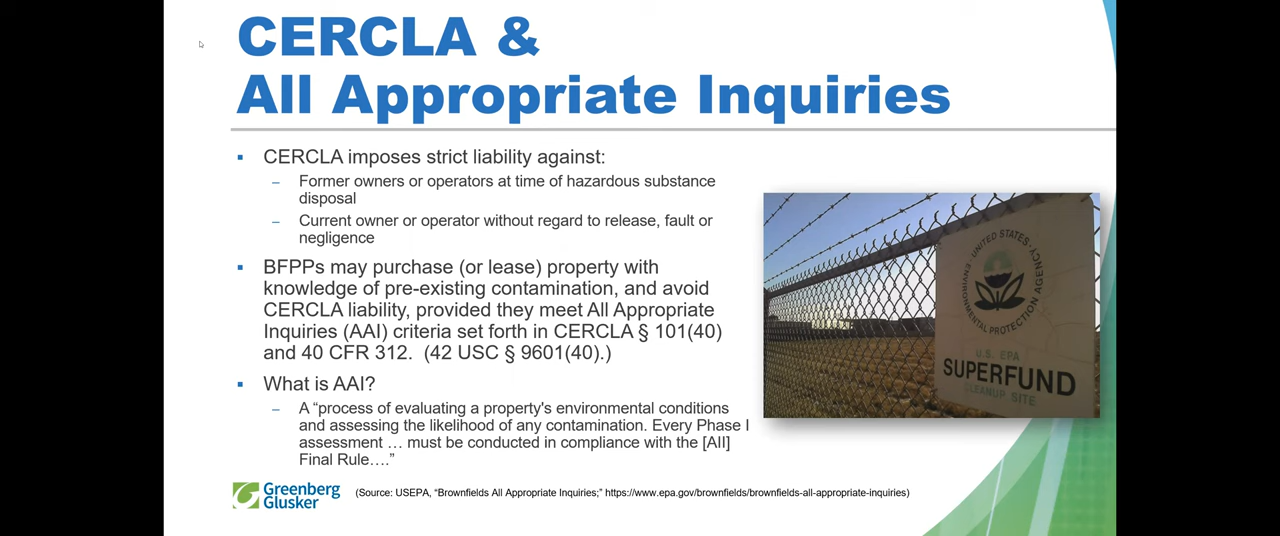 CERCLA &
All Appropriate Inquiries
▪ CERCLA imposes strict liability against:
– Former owners or operators at time of hazardous substance
disposal
– Current owner or operator without regard to release, fault or
negligence
▪ BFPPs may purchase (or lease) property with
knowledge of pre-existing contamination, and avoid
CERCLA liability, provided they meet All Appropriate
Inquiries (AAI) criteria set forth in CERCLA § 101(40)
and 40 CFR 312. (42 USC § 9601(40).)
▪ What is AAI?
– A “process of evaluating a property's environmental conditions
and assessing the likelihood of any contamination. Every Phase I
assessment … must be conducted in compliance with the [AII]
Final Rule….”
UNITED STATES
ENVIRONMENTAL PROTECTION AGENCY
U.S. EPA
SUPERFUND
CLEANUP SITE
Greenberg
Glusker
(Source: USEPA, “Brownfields All Appropriate Inquiries;” https://www.epa.gov/brownfields/brownfields-all-appropriate-inquiries)